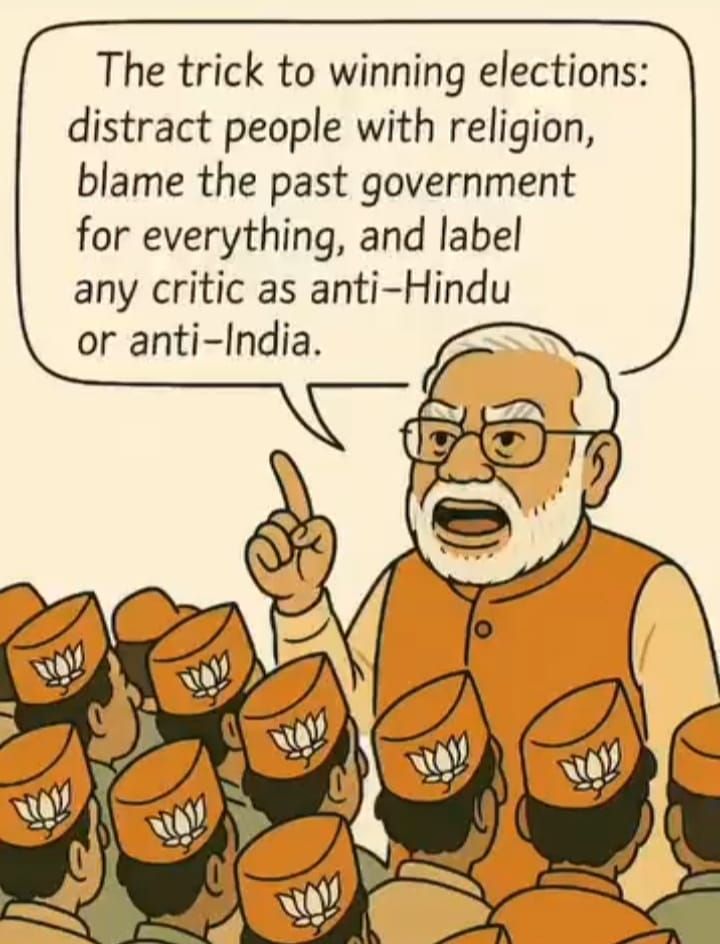 The trick to winning elections:
distract people with religion,
blame the past government
for everything, and label
any critic as anti-Hindu
or anti-India.